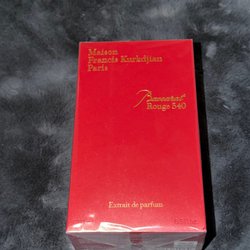 Maison
Francis Kurkdjian
Paris
Baccarat
Rouge 540
Extrait de parfum